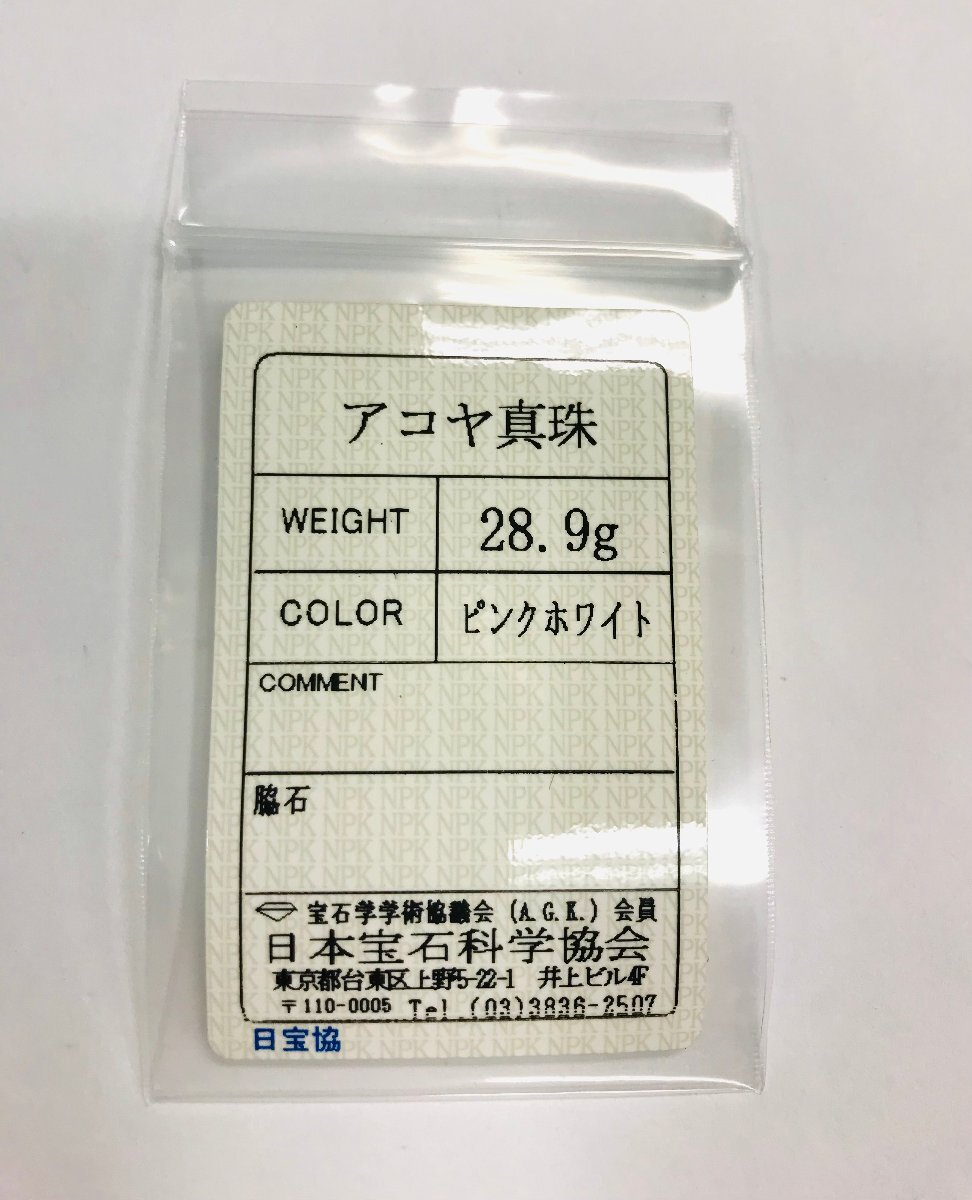 アコヤ真珠
WEIGHT 28.9g
COLOR ピンクホワイト
COMMENT
脇石
宝石学学術協議会 (A.G.K.) 会員
日本宝石科学協会
東京都台東区上野5-22-1 井上ビル4F
〒110-0005 Tel.(03)3836-2507
日宝協